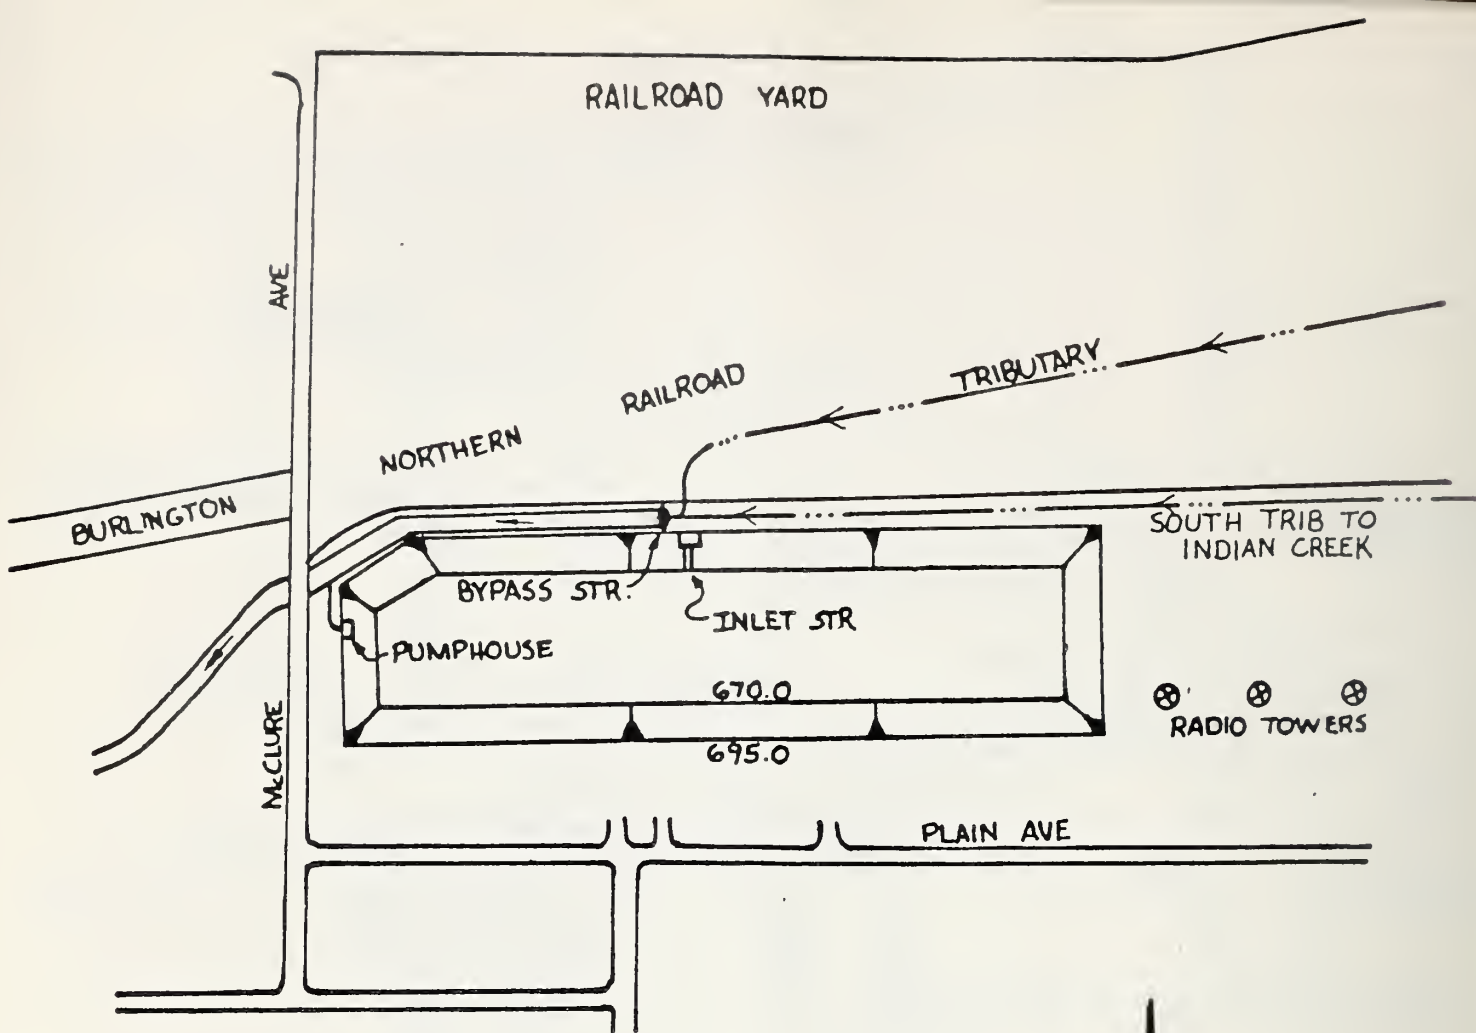 RAILROAD YARD
AVE
RAILROAD
TRIBUTARY
NORTHERN
BURLINGTON
SOUTH TRIB TO
INDIAN CREEK
BYPASS STR.
INLET STR
PUMPHOUSE
670.0
RADIO TOWERS
695.0
McCLURE
PLAIN AVE